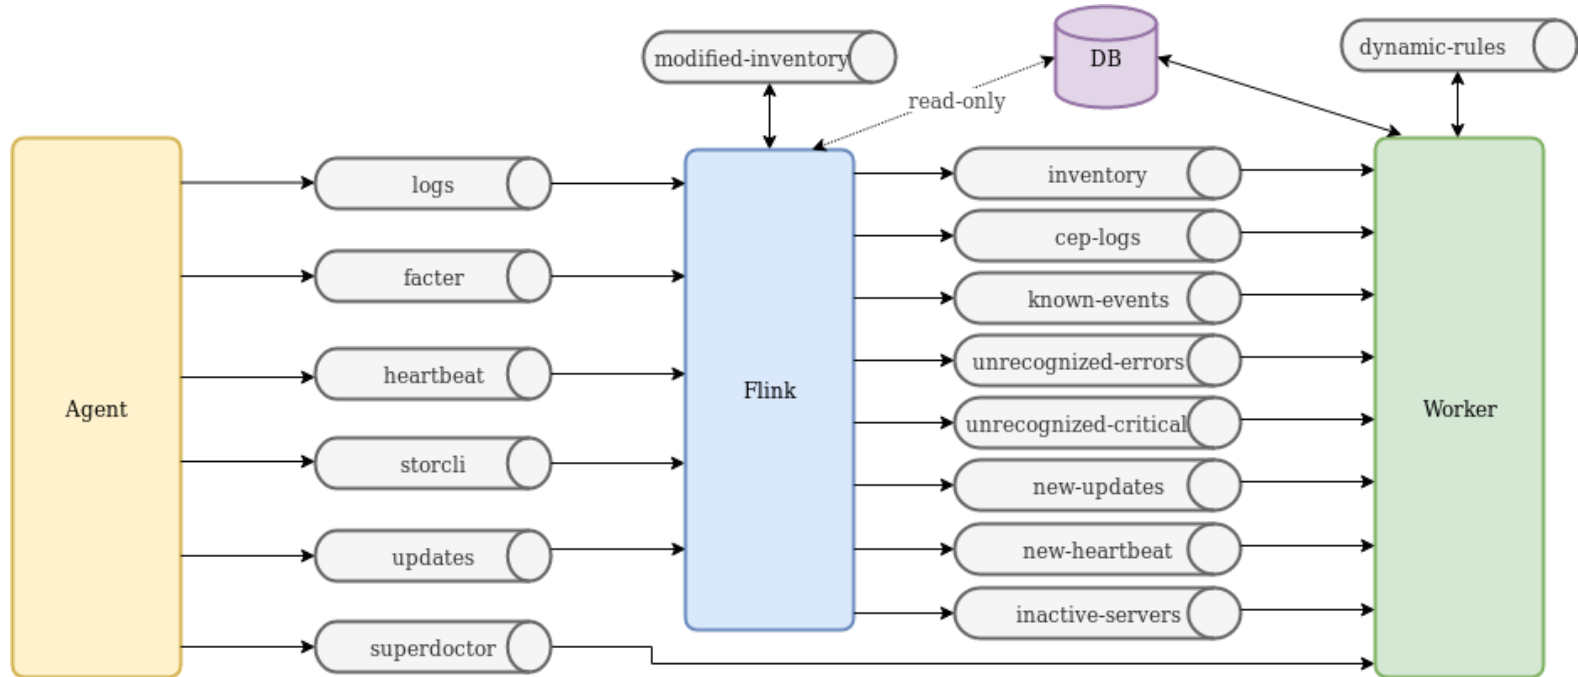 modified-inventory
DB
dynamic-rules
read-only
Agent
logs
facter
heartbeat
storcli
updates
superdoctor
Flink
inventory
cep-logs
known-events
unrecognized-errors
unrecognized-critical
new-updates
new-heartbeat
inactive-servers
Worker